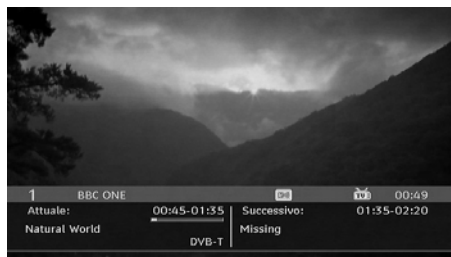 1 BBC ONE TV 00:49
Attuale: 00:45-01:35 Successivo: 01:35-02:20
Natural World Missing
DVB-T